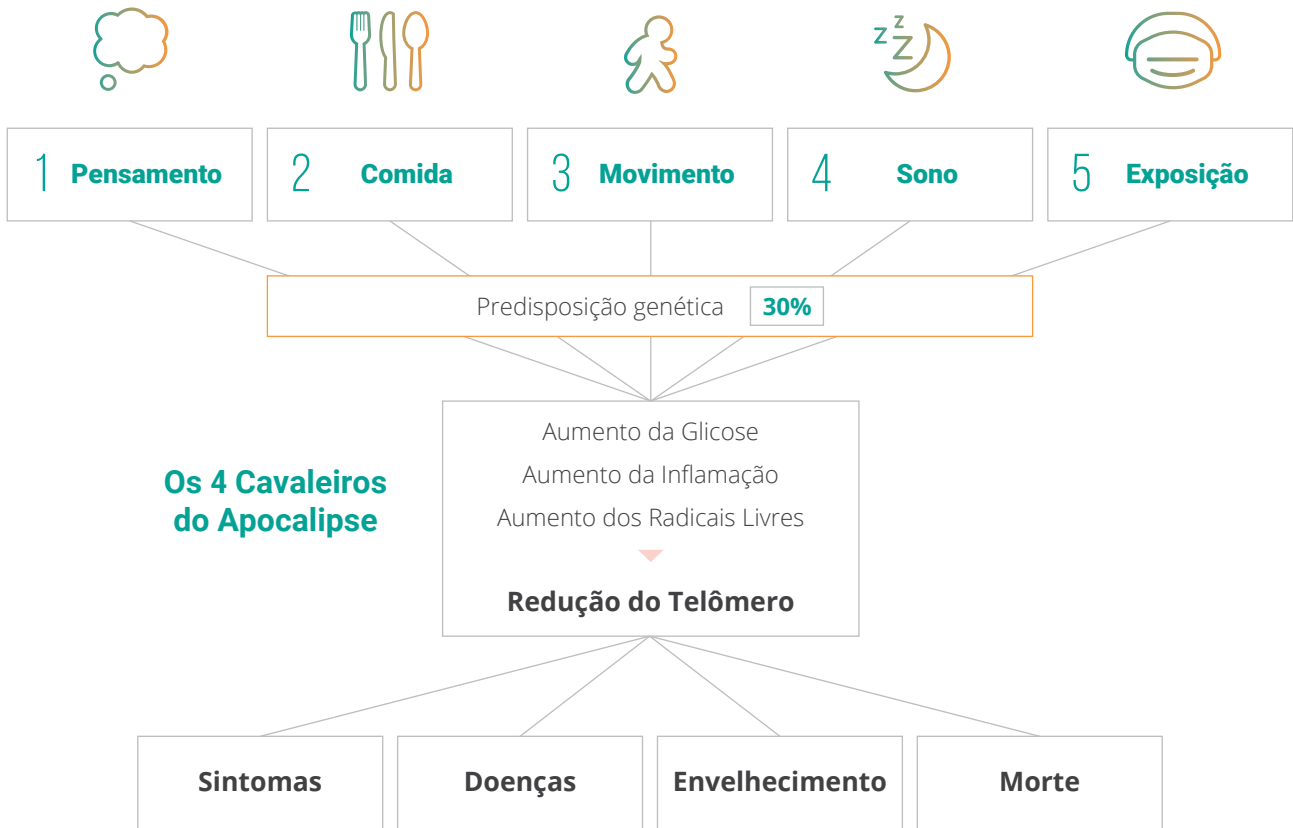 z z Z
1 Pensamento
2 Comida
3 Movimento
4 Sono
5 Exposição
Predisposição genética 30%
Os 4 Cavaleiros
do Apocalipse
Aumento da Glicose
Aumento da Inflamação
Aumento dos Radicais Livres
Redução do Telômero
Sintomas
Doenças
Envelhecimento
Morte